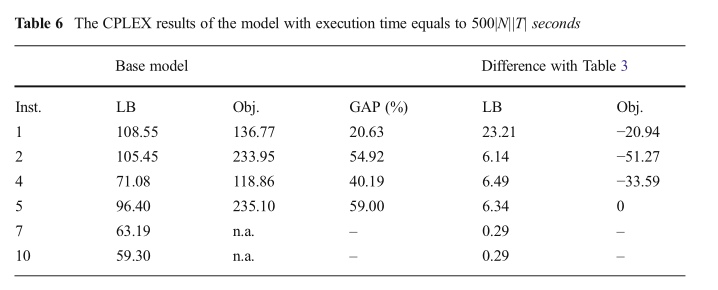 Table 6 The CPLEX results of the model with execution time equals to 500|N||T| seconds
Base model Difference with Table 3
Inst. LB Obj. GAP (%) LB Obj.
1 108.55 136.77 20.63 23.21 −20.94
2 105.45 233.95 54.92 6.14 −51.27
4 71.08 118.86 40.19 6.49 −33.59
5 96.40 235.10 59.00 6.34 0
7 63.19 n.a. – 0.29 –
10 59.30 n.a. – 0.29 –